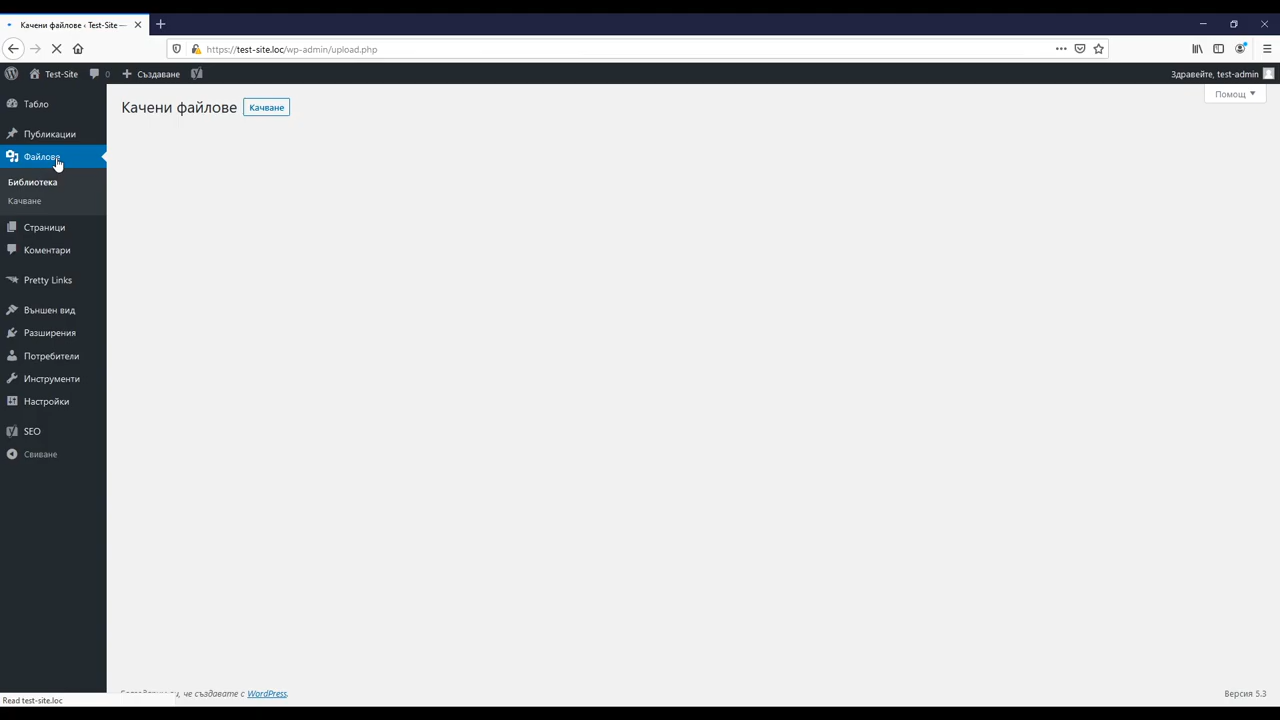 Качени файлове ‹ Test-Site —
https://test-site.loc/wp-admin/upload.php
Test-Site
0
Създаване
Здравейте, test-admin
Помощ
Качени файлове
Качване
Табло
Публикации
Файлове
Библиотека
Качване
Страници
Коментари
Pretty Links
Външен вид
Разширения
Потребители
Инструменти
Настройки
SEO
Свиване
че създавате с WordPress.
Версия 5.3
Read test-site.loc